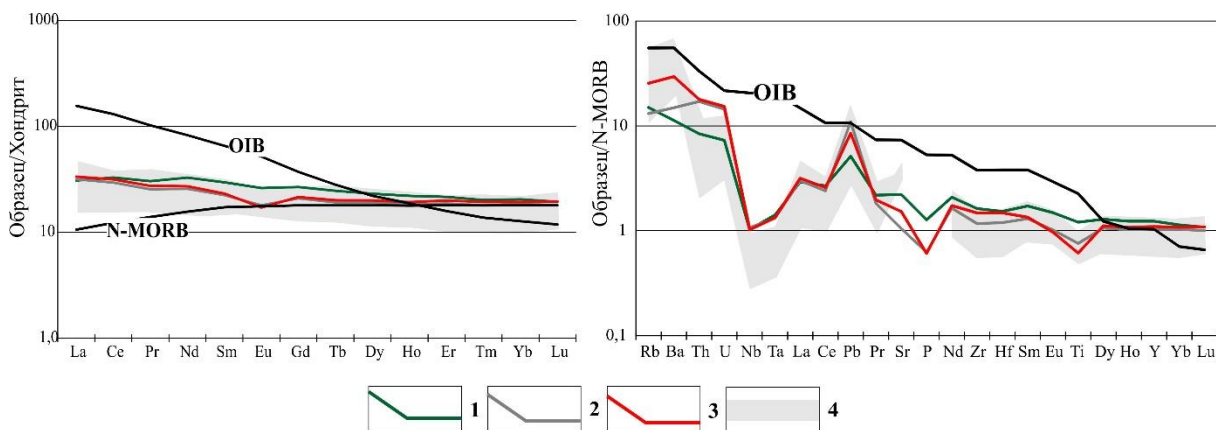 1000
100
10
1,0
Образец/Хондрит
OIB
N-MORB
La Ce Pr Nd Sm Eu Gd Tb Dy Ho Er Tm Yb Lu
100
10
1
0,1
Образец/N-MORB
OIB
Rb Ba Th U Nb Ta La Ce Pb Pr Sr P Nd Zr Hf Sm Eu Ti Dy Ho Y Yb Lu
1 2 3 4